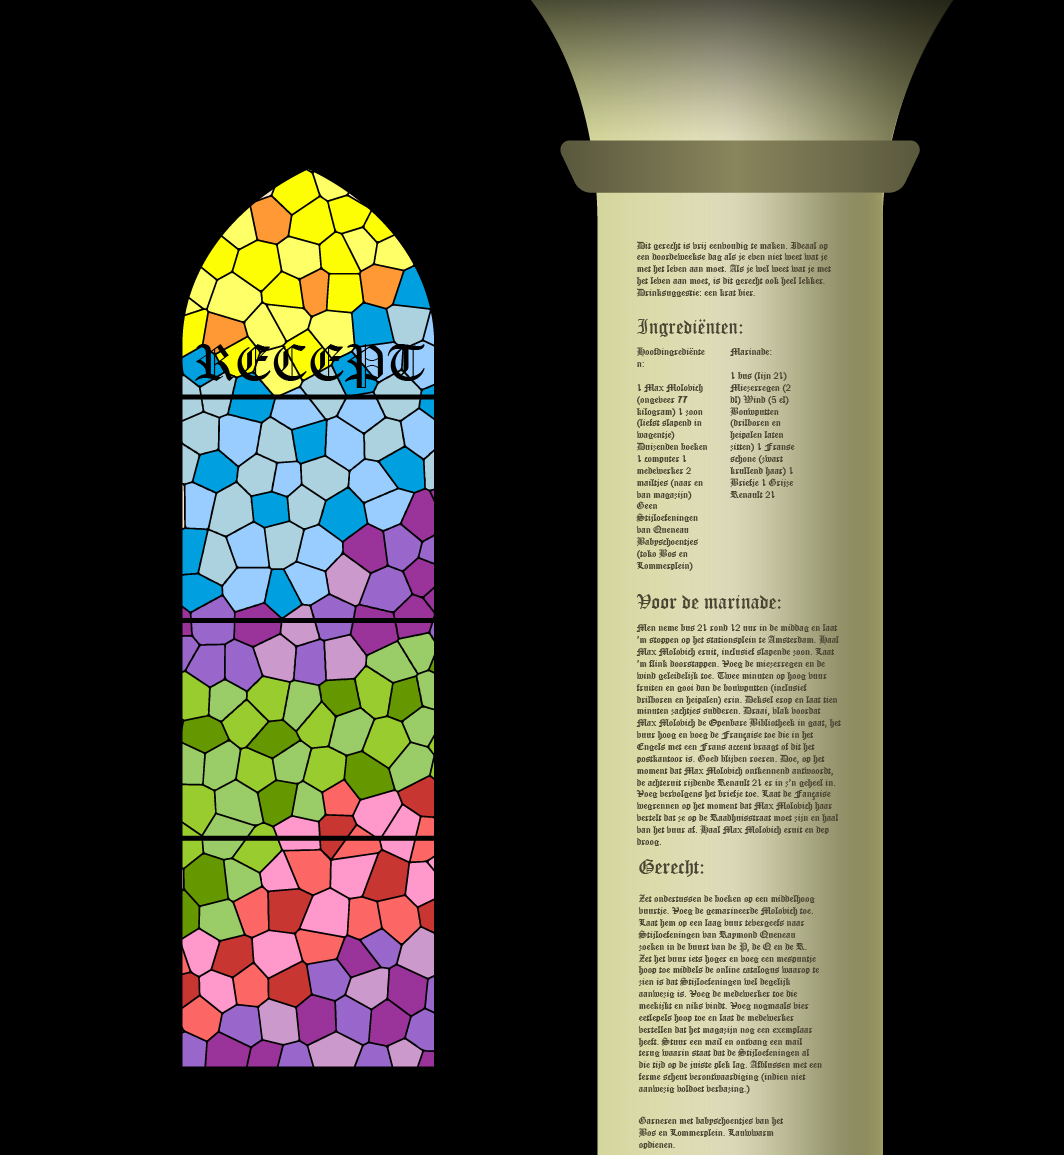 RECEPT
Dit gerecht is vrij eenvoudig te maken. Ideaal op
een doordeweekse dag als je even niet weet wat je
met het leven aan moet. Als je wel weet wat je met
het leven aan moet, is dit gerecht ook heel lekker.
Drinksuggestie: een krat bier.
Ingrediënten:
Hoofdingrediënte
n:
1 Max Molovich
(ongeveer 77
kilogram) 1 zoon
(liefst slapend in
wagentje)
Duizenden boeken
1 computer 1
medewerker 2
mailtjes (naar en
van magazijn)
Geen
Stijloefeningen
van Queneau
Babyschoentjes
(toko Bos en
Lommerplein)
Marinade:
1 bus (lijn 21)
Miezerregen (2
dl) Wind (5 el)
Bouwputten
(drilboren en
heipalen laten
zitten) 1 Franse
schone (zwart
krullend haar) 1
Briefje 1 Grijze
Renault 21
Voor de marinade:
Men neme bus 21 rond 12 uur in de middag en laat
'm stoppen op het stationsplein te Amsterdam. Haal
Max Molovich eruit, inclusief slapende zoon. Laat
'm flink doorstappen. Voeg de miezerregen en de
wind geleidelijk toe. Twee minuten op hoog vuur
fruiten en gooi dan de bouwputten (inclusief
drilboren en heipalen) erin. Deksel erop en laat tien
minuten zachtjes sudderen. Draai, vlak voordat
Max Molovich de Openbare Bibliotheek in gaat, het
vuur hoog en voeg de Française toe die in het
Engels met een Frans accent vraagt of dit het
postkantoor is. Goed blijven roeren. Doe, op het
moment dat Max Molovich ontkennend antwoordt,
de achteruit rijdende Renault 21 er in z'n geheel in.
Voeg vervolgens het briefje toe. Laat de Fançaise
wegrennen op het moment dat Max Molovich haar
vertelt dat ze op de Raadhuisstraat moet zijn en haal
van het vuur af. Haal Max Molovich eruit en dep
droog.
Gerecht:
Zet ondertussen de boeken op een middelhoog
vuurtje. Voeg de gemarineerde Molovich toe.
Laat hem op een laag vuur tevergeefs naar
Stijloefeningen van Raymond Queneau
zoeken in de buurt van de P, de Q en de R.
Zet het vuur iets hoger en voeg een mespuntje
hoop toe middels de online catalogus waarop te
zien is dat Stijloefeningen wel degelijk
aanwezig is. Voeg de medewerker toe die
meekijkt en niks vindt. Voeg nogmaals vier
eetlepels hoop toe en laat de medewerker
vertellen dat het magazijn nog een exemplaar
heeft. Stuur een mail en ontvang een mail
terug waarin staat dat de Stijloefeningen al
die tijd op de juiste plek lag. Afblussen met een
ferme scheut verontwaardiging (indien niet
aanwezig voldoet verbazing.)
Garneren met babyschoentjes van het
Bos en Lommerplein. Lauwwarm
opdienen.